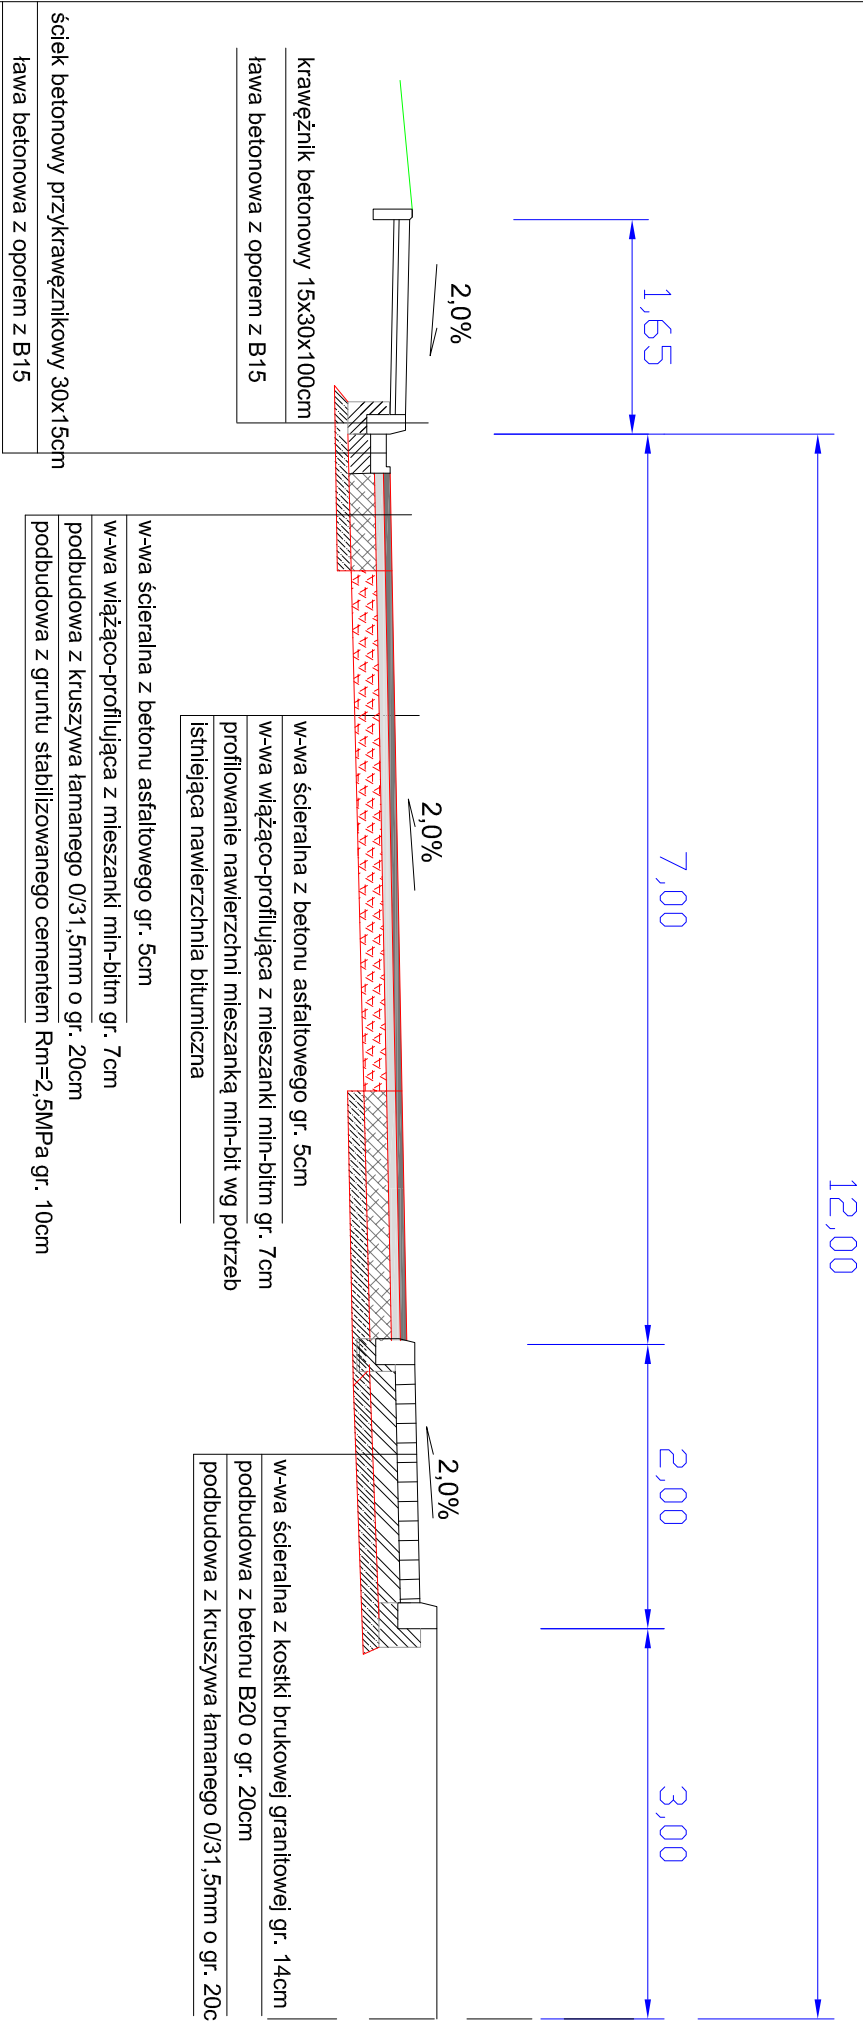 12,00
1,65
7,00
2,00
3,00
2,0%
2,0%
2,0%
krawężnik betonowy 15x30x100cm
ława betonowa z oporem z B15
ściek betonowy przykrawęznikowy 30x15cm
ława betonowa z oporem z B15
w-wa ścieralna z betonu asfaltowego gr. 5cm
w-wa wiążąco-profilująca z mieszanki min-bitm gr. 7cm
profilowanie nawierzchni mieszanką min-bit wg potrzeb
istniejąca nawierzchnia bitumiczna
w-wa ścieralna z betonu asfaltowego gr. 5cm
w-wa wiążąco-profilująca z mieszanki min-bitm gr. 7cm
podbudowa z kruszywa łamanego 0/31,5mm o gr. 20cm
podbudowa z gruntu stabilizowanego cementem Rm=2,5MPa gr. 10cm
w-wa ścieralna z kostki brukowej granitowej gr. 14cm
podbudowa z betonu B20 o gr. 20cm
podbudowa z kruszywa łamanego 0/31,5mm o gr. 20c